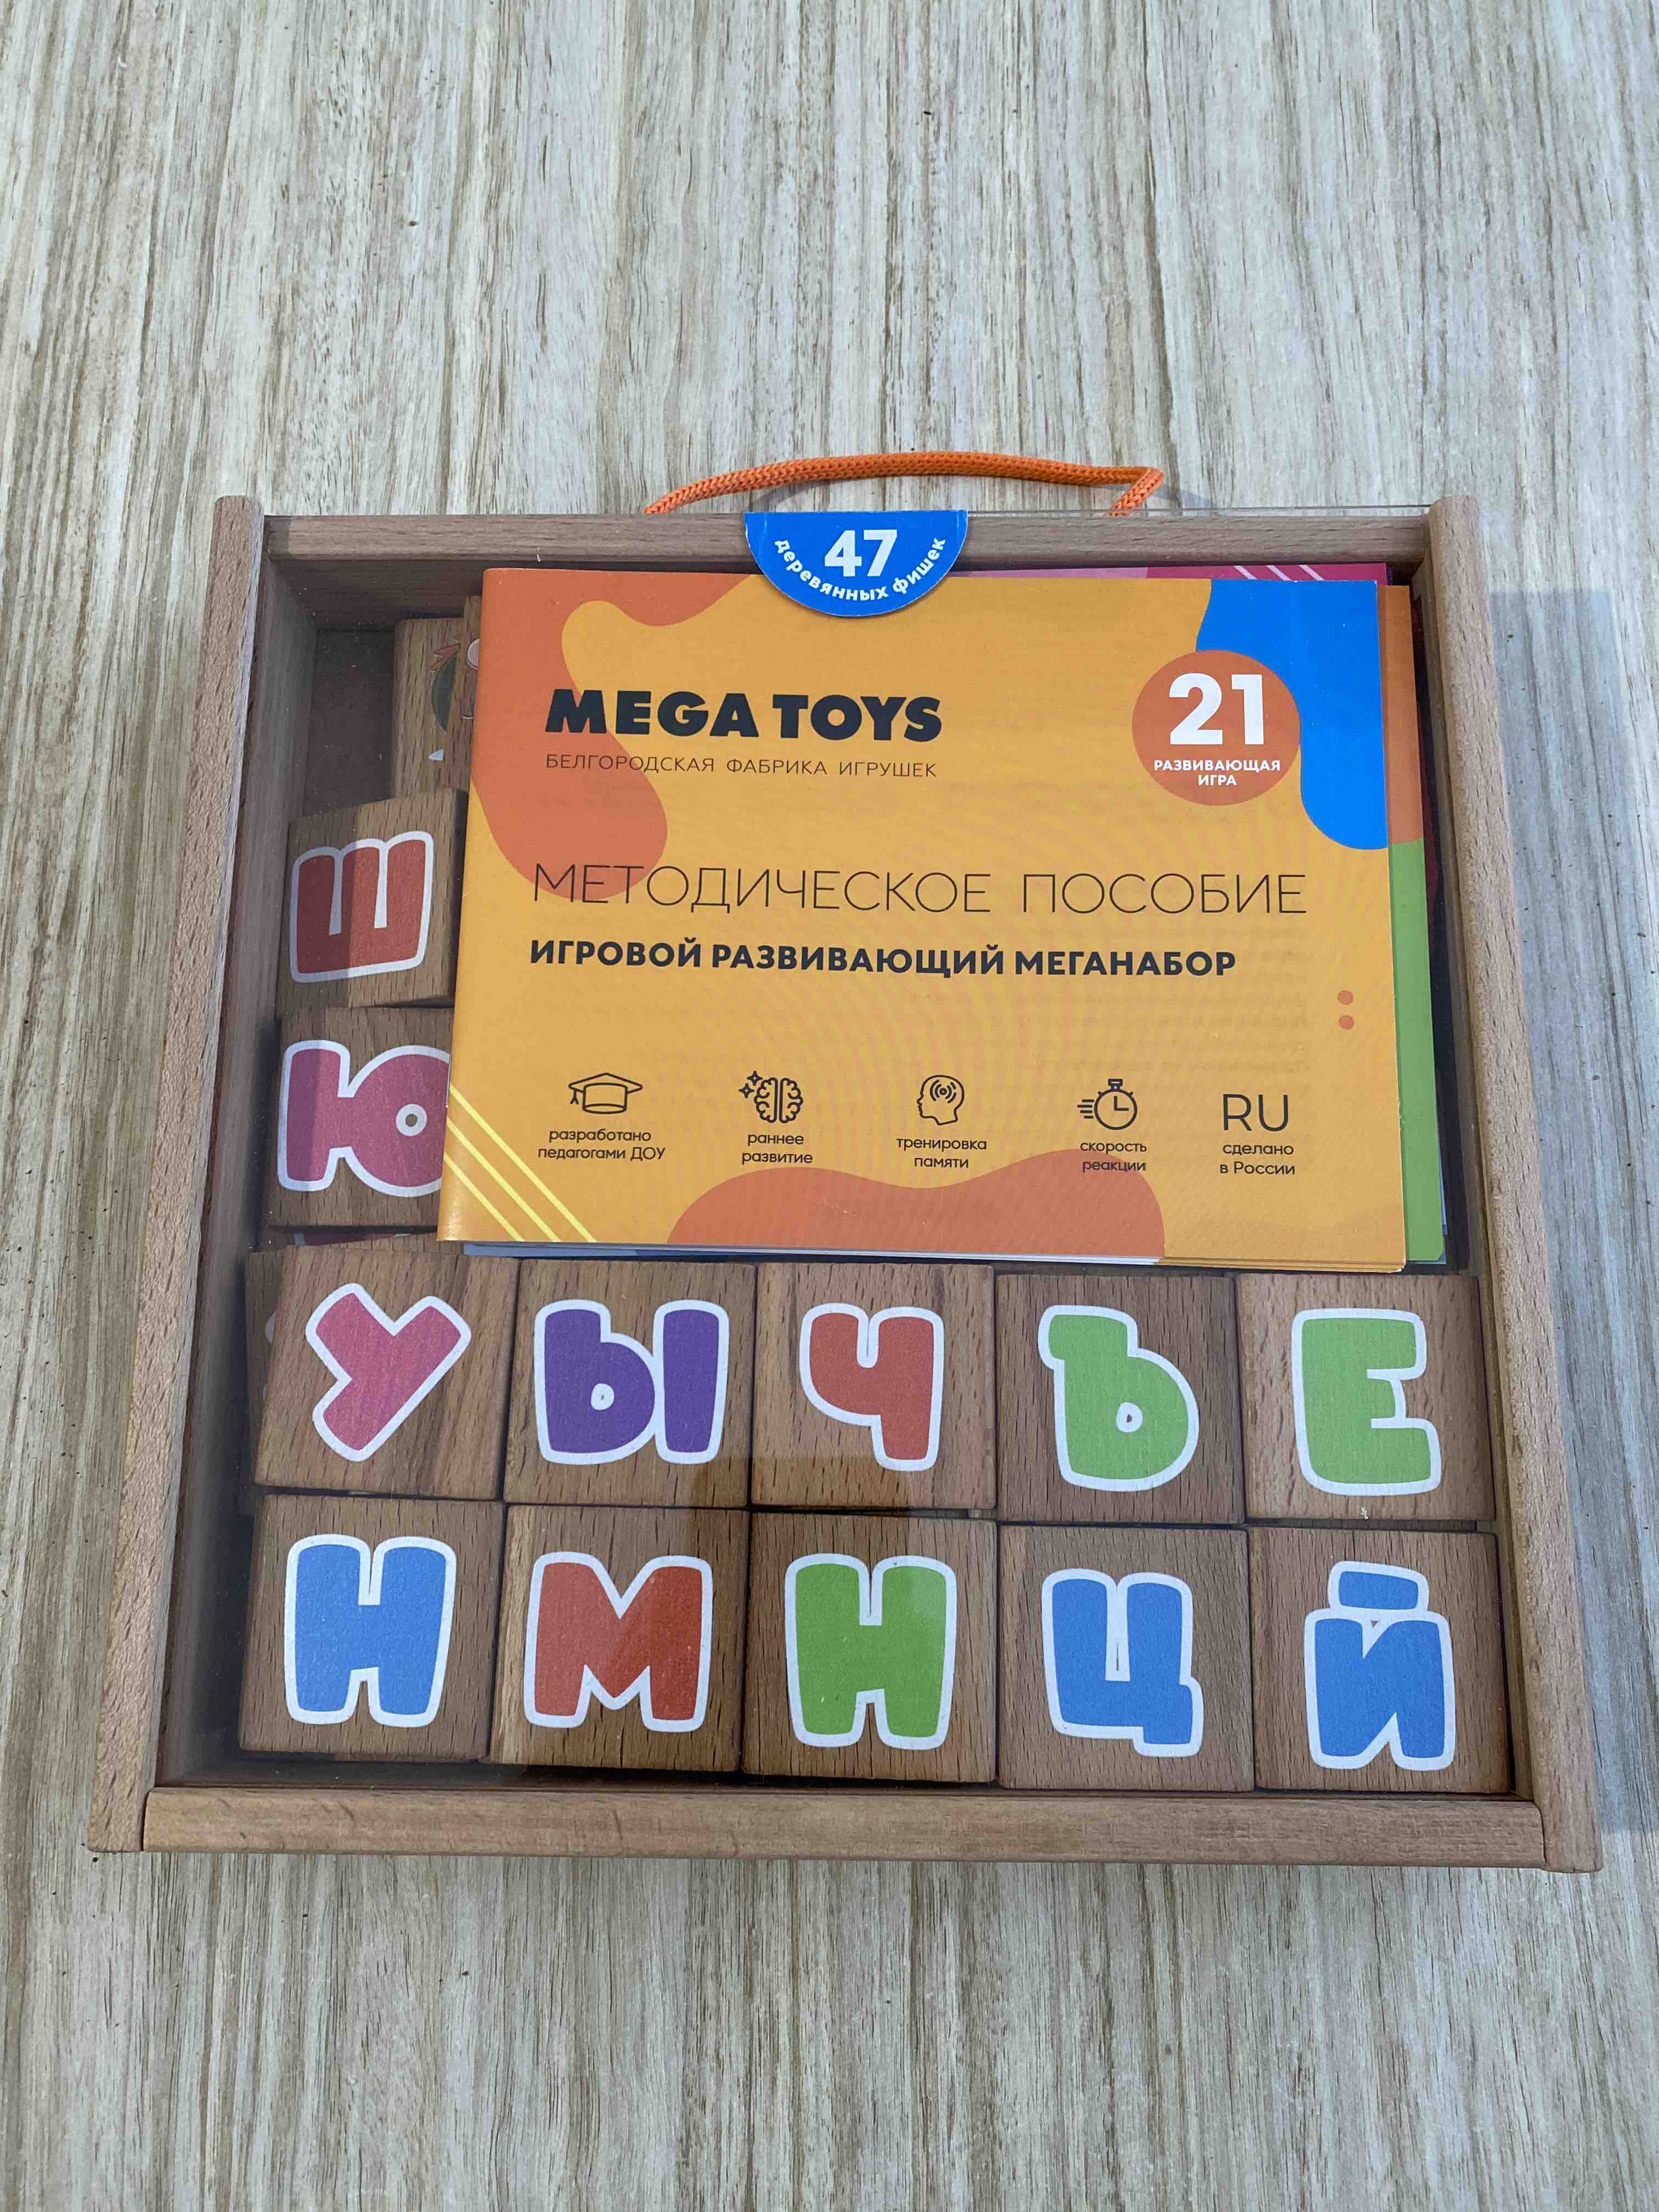 47
деревянных фишек
MEGA TOYS
БЕЛГОРОДСКАЯ ФАБРИКА ИГРУШЕК
21
РАЗВИВАЮЩАЯ
ИГРА
МЕТОДИЧЕСКОЕ ПОСОБИЕ
ИГРОВОЙ РАЗВИВАЮЩИЙ МЕГАНАБОР
разработано
педагогами ДОУ
раннее
развитие
тренировка
памяти
скорость
реакции
RU
сделано
в России
Ш
Ю
У Ы Ч Ъ Е
Н М Н Ц Й